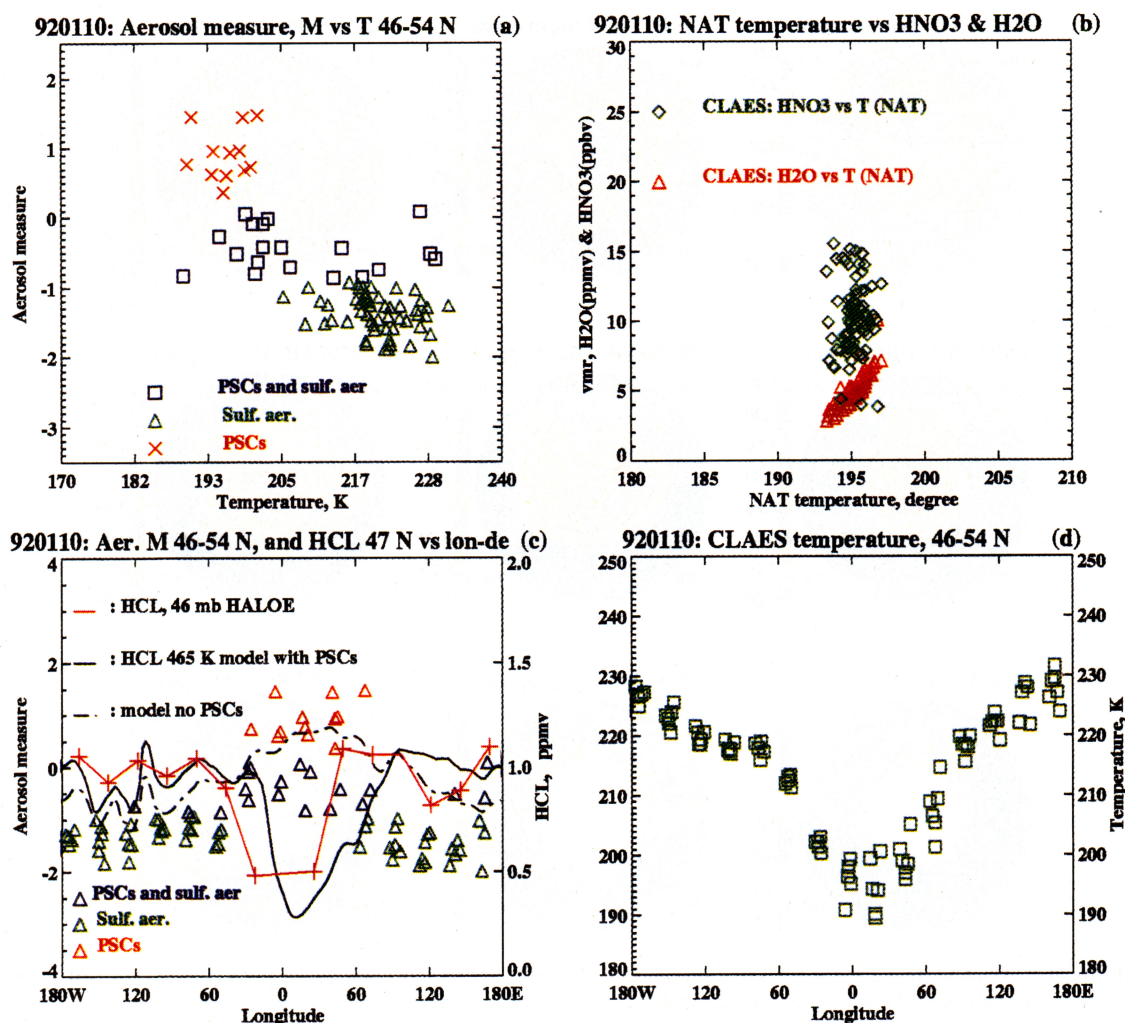 920110: Aerosol measure, M vs T 46-54 N (a)
Aerosol measure
2
1
0
-1
-2
-3
PSCs and sulf. aer
Sulf. aer.
PSCs
170 193 205 217 228 240
Temperature, K
920110: NAT temperature vs HNO3 & H2O (b)
vmr, H2O(ppmv) & HNO3(ppbv)
30
25
20
15
10
5
0
CLAES: HNO3 vs T (NAT)
CLAES: H2O vs T (NAT)
180 185 190 195 200 205 210
NAT temperature, degree
920110: Aer. M 46-54 N, and HCL 47 N vs lon-de (c)
Aerosol measure
4
2
0
-2
-4
: HCL, 46 mb HALOE
: HCL 465 K model with PSCs
: model no PSCs
PSCs and sulf. aer
Sulf. aer.
PSCs
2.0
1.5
1.0
0.5
0.0
HCL, ppmv
180W 120 60 0 60 120 180E
Longitude
920110: CLAES temperature, 46-54 N (d)
250
240
230
220
210
200
190
180
250
240
230
220
210
200
190
180
Temperature, K
180W 120 60 0 60 120 180E
Longitude